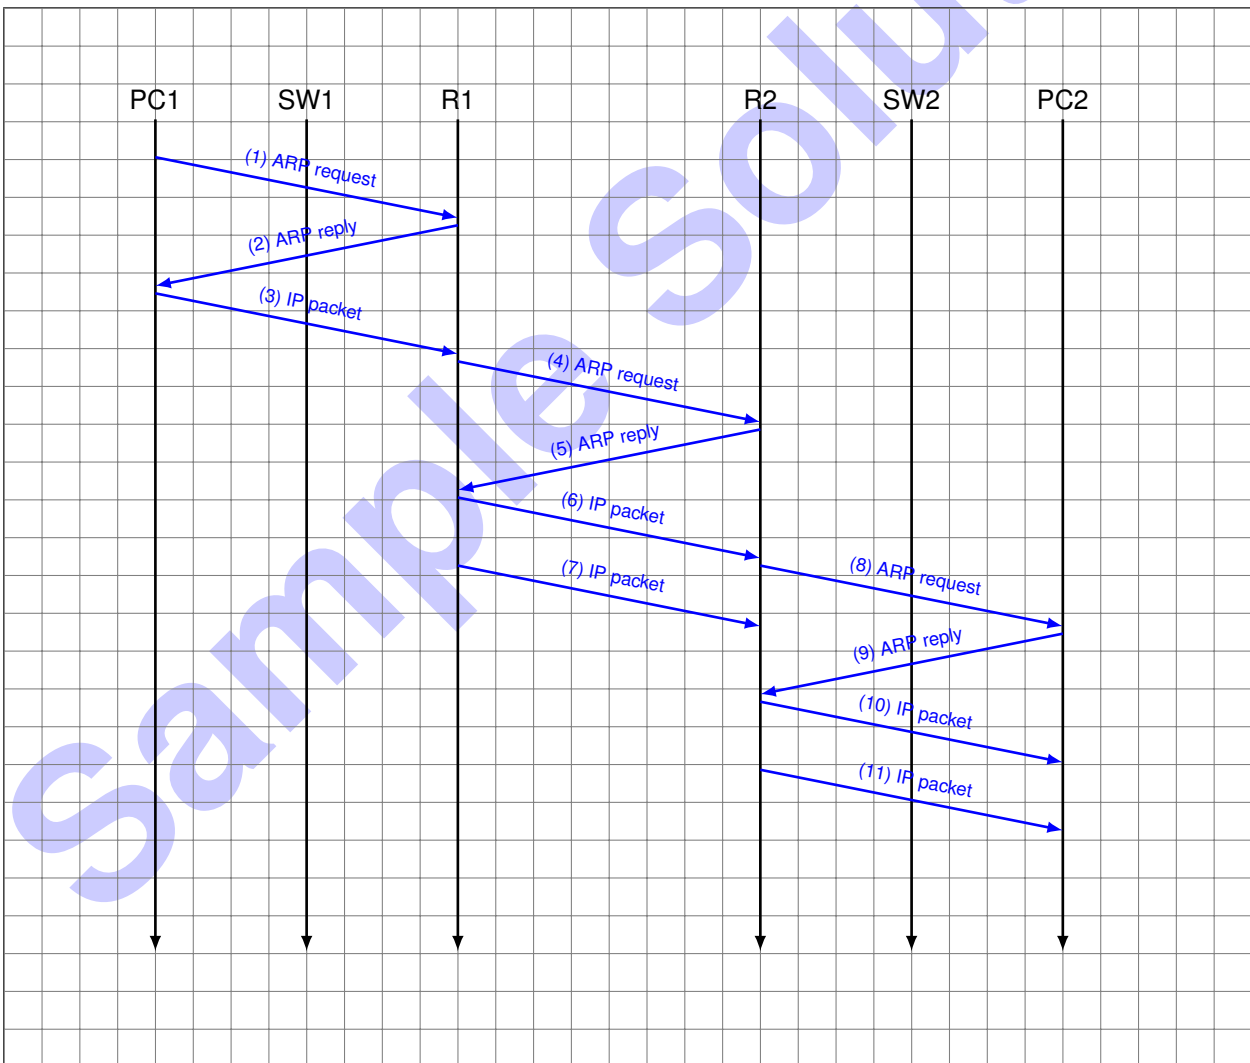 PC1 SW1 R1 R2 SW2 PC2
(1) ARP request
(2) ARP reply
(3) IP packet
(4) ARP request
(5) ARP reply
(6) IP packet
(7) IP packet
(8) ARP request
(9) ARP reply
(10) IP packet
(11) IP packet
Sample Solu